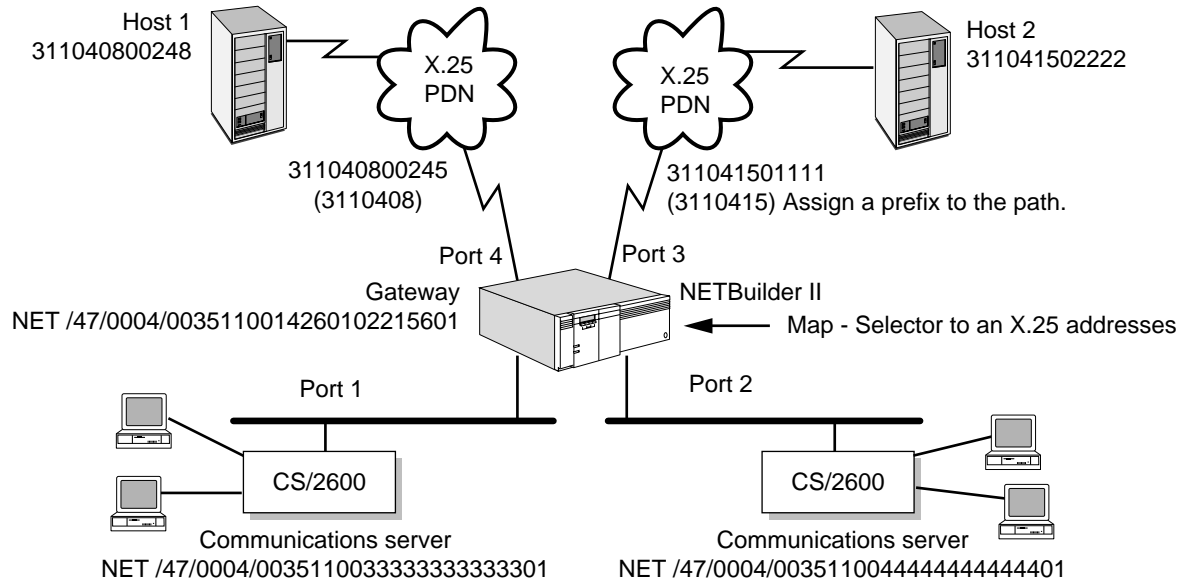 Host 1
311040800248
X.25
PDN
X.25
PDN
Host 2
311041502222
311040800245
(3110408)
311041501111
(3110415) Assign a prefix to the path.
Port 4
Port 3
Gateway
NET /47/0004/003511001426010221 5601
NETBuilder II
Map - Selector to an X.25 addresses
Port 1
Port 2
CS/2600
CS/2600
Communications server
NET /47/0004/00351100333333333333301
Communications server
NET /47/0004/00351100444444444444401